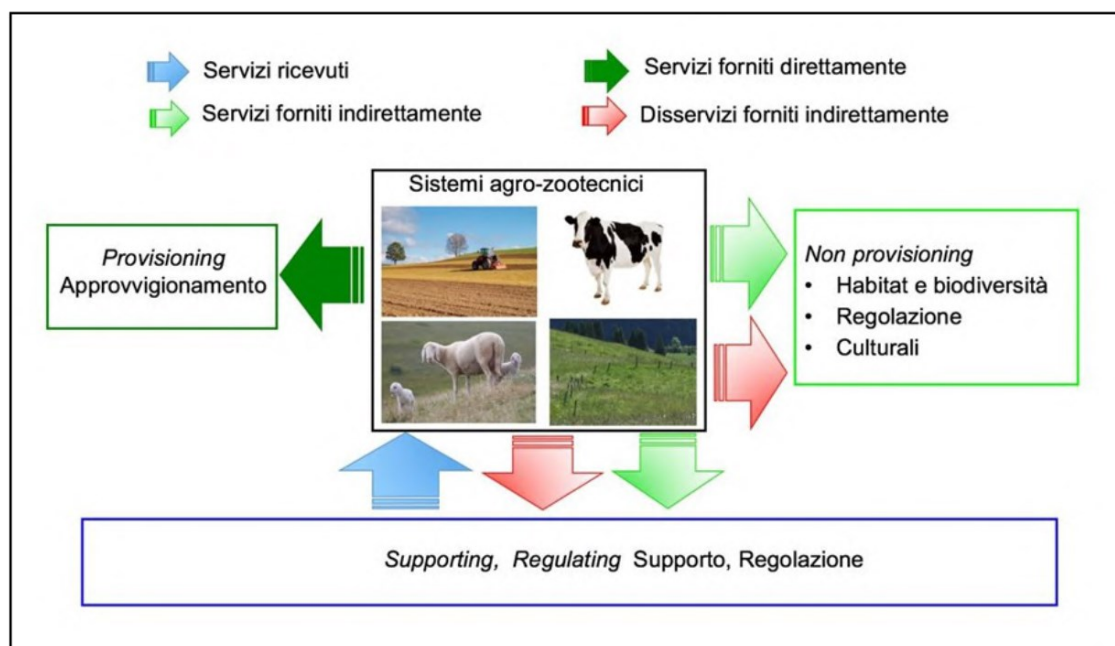 Servizi ricevuti
Servizi forniti direttamente
Servizi forniti indirettamente
Disservizi forniti indirettamente
Sistemi agro-zootecnici
Provisioning
Approvvigionamento
Non provisioning
• Habitat e biodiversità
• Regolazione
• Culturali
Supporting, Regulating Supporto, Regolazione